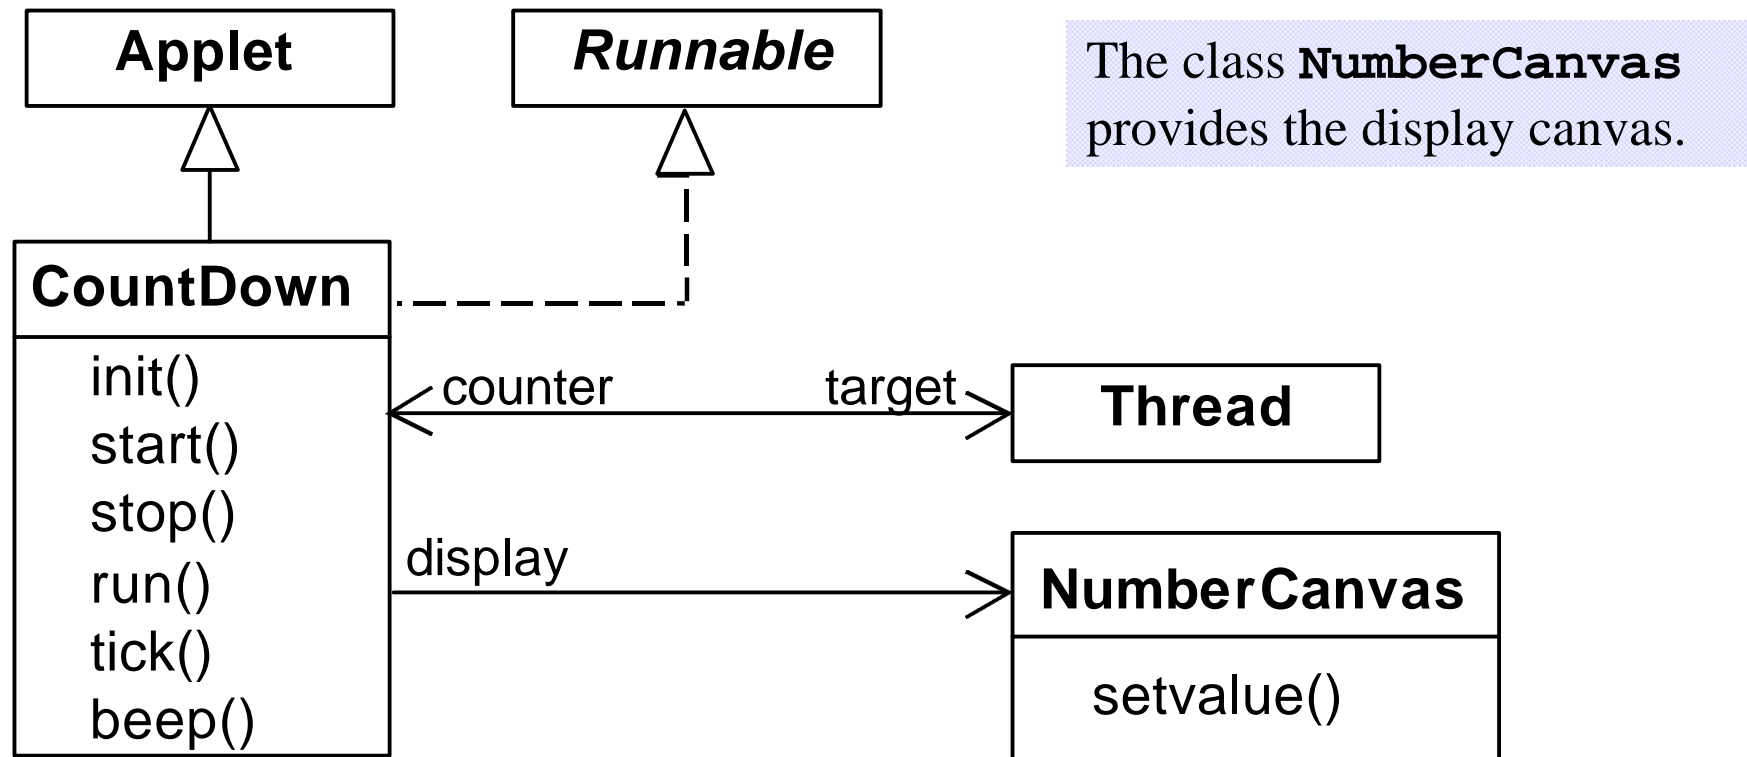 Applet
Runnable
The class NumberCanvas
provides the display canvas.
CountDown
init()
start()
stop()
run()
tick()
beep()
counter
target
Thread
display
NumberCanvas
setvalue()